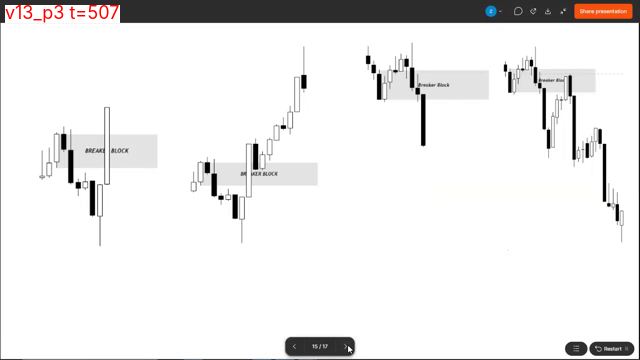 v13_p3 t=507
Share presentation
BREAKER BLOCK
BREAKER BLOCK
Breaker Block
Breaker Block
15 / 17
Restart